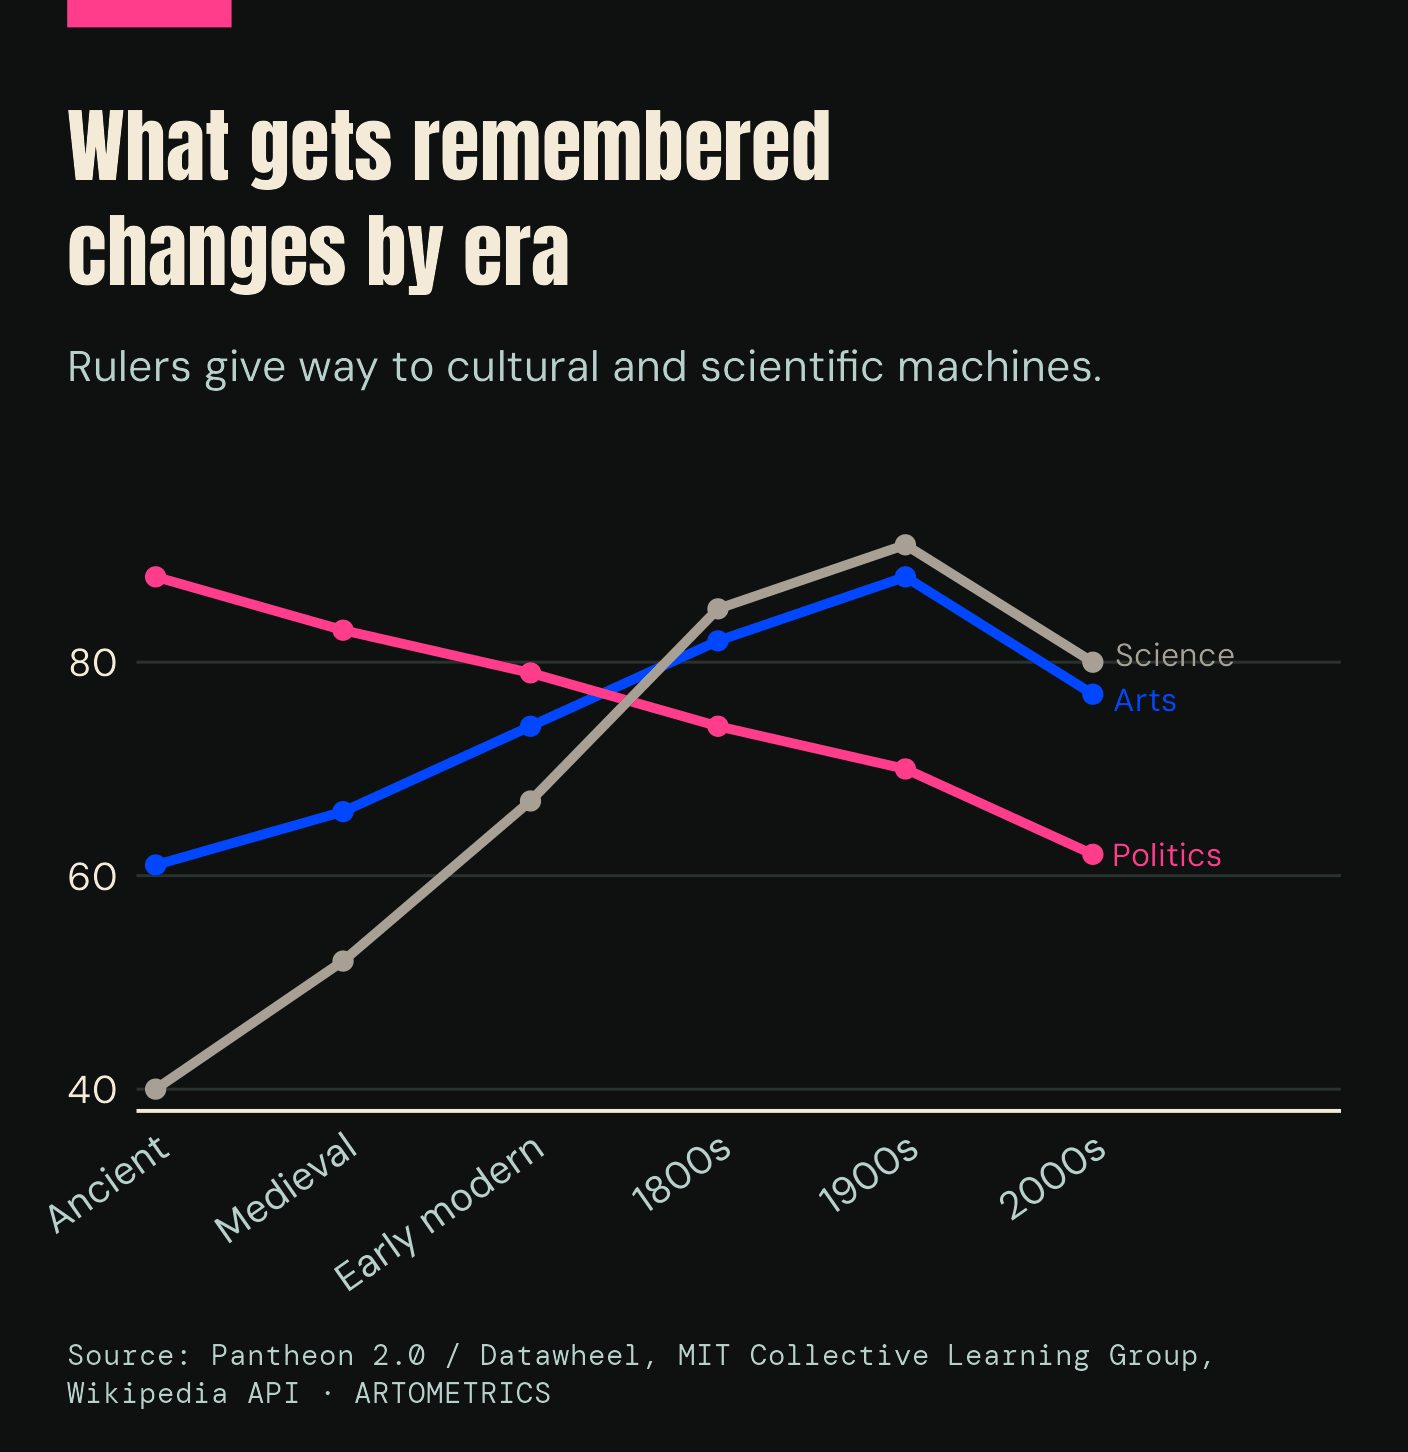 What gets remembered
changes by era
Rulers give way to cultural and scientific machines.
80
60
40
Science
Arts
Politics
Ancient
Medieval
Early modern
1800s
1900s
2000s
Source: Pantheon 2.0 / Datawheel, MIT Collective Learning Group,
Wikipedia API · ARTOMETRICS